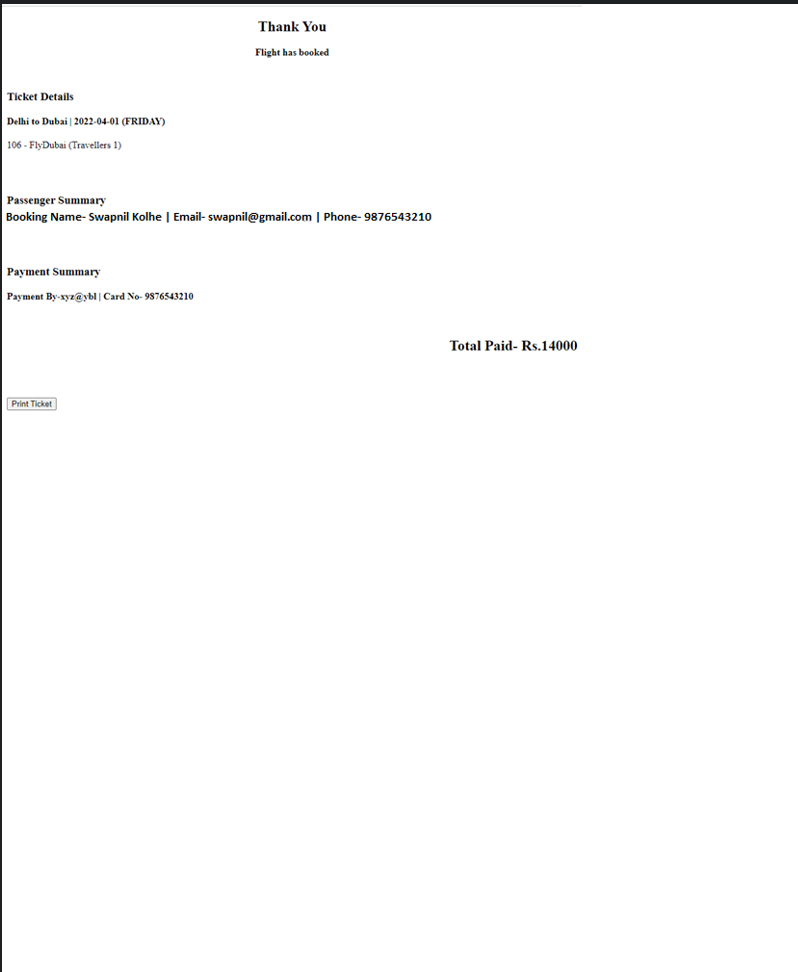 Thank You
Flight has booked
Ticket Details
Delhi to Dubai | 2022-04-01 (FRIDAY)
106 - FlyDubai (Travellers 1)
Passenger Summary
Booking Name- Swapnil Kolhe | Email- swapnil@gmail.com | Phone- 9876543210
Payment Summary
Payment By-xyz@ybl | Card No- 9876543210
Total Paid- Rs.14000
Print Ticket